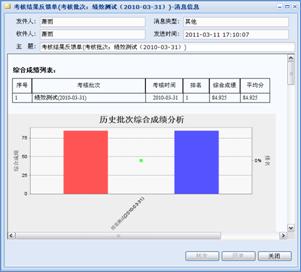 考核结果反馈单(考核批次：绩效测试（2010-03-31）)-消息信息
发件人： 萧雨 消息类型： 其他
收件人： 萧雨 发送时间： 2011-03-11 17:10:07
主 题： 考核结果反馈单(考核批次：绩效测试（2010-03-31）)
综合成绩列表：
序号 考核批次 考核时间 排名 综合成绩 平均分
1 绩效测试(2010-03-31) 2010-03-31 1 84.925 84.925
历史批次综合成绩分析
综合成绩
75
50
25
0
0%
排名
绩效测试(2010-03-31)
关闭